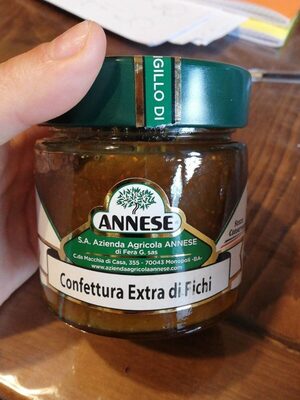 GILLO DI
ANNESE
S.A. Azienda Agricola ANNESE
di Fera G. sas
C.da Macchia di Casa, 355 - 70043 Monopoli -BA-
www.aziendaagricolaannese.com
Confettura Extra di Fichi